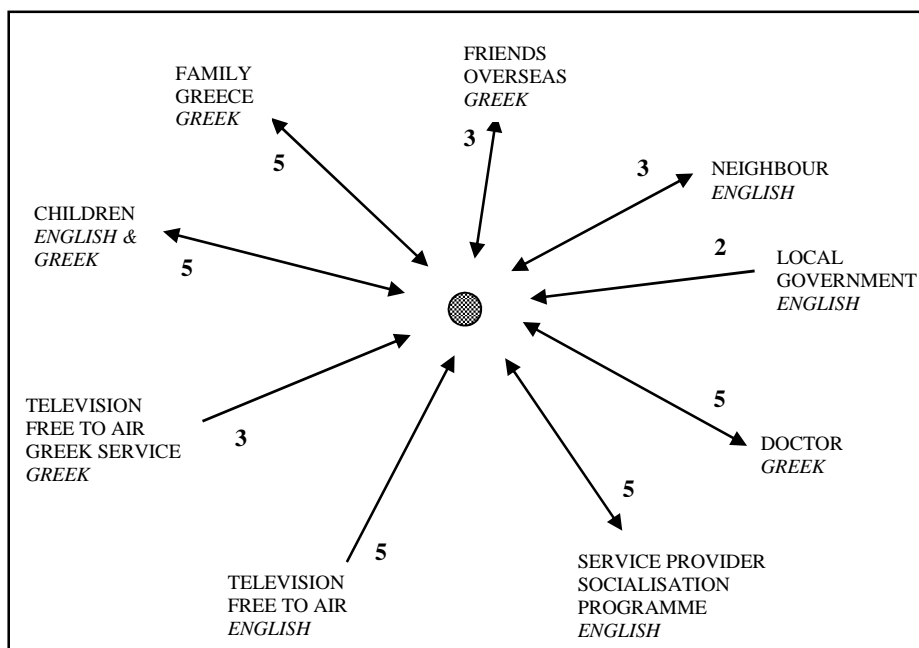 FRIENDS
OVERSEAS
GREEK
3
FAMILY
GREECE
GREEK
5
NEIGHBOUR
ENGLISH
3
CHILDREN
ENGLISH &
GREEK
5
LOCAL
GOVERNMENT
ENGLISH
2
TELEVISION
FREE TO AIR
GREEK SERVICE
GREEK
3
DOCTOR
GREEK
5
TELEVISION
FREE TO AIR
ENGLISH
5
SERVICE PROVIDER
SOCIALISATION
PROGRAMME
ENGLISH
5